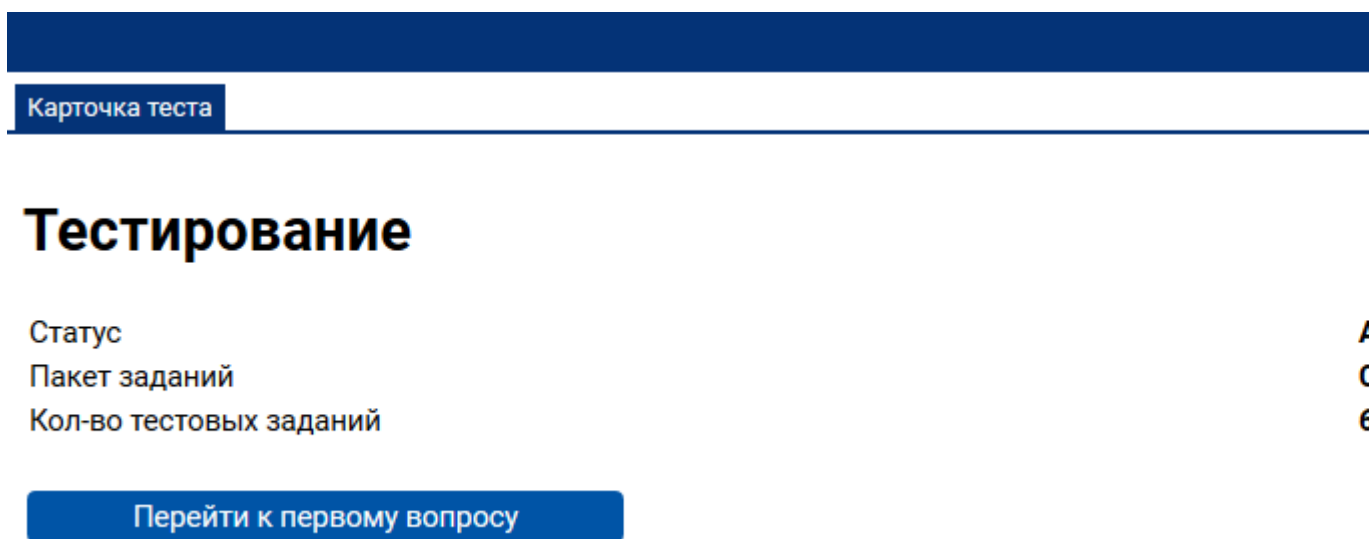 Карточка теста
Тестирование
Статус
Пакет заданий
Кол-во тестовых заданий
Перейти к первому вопросу